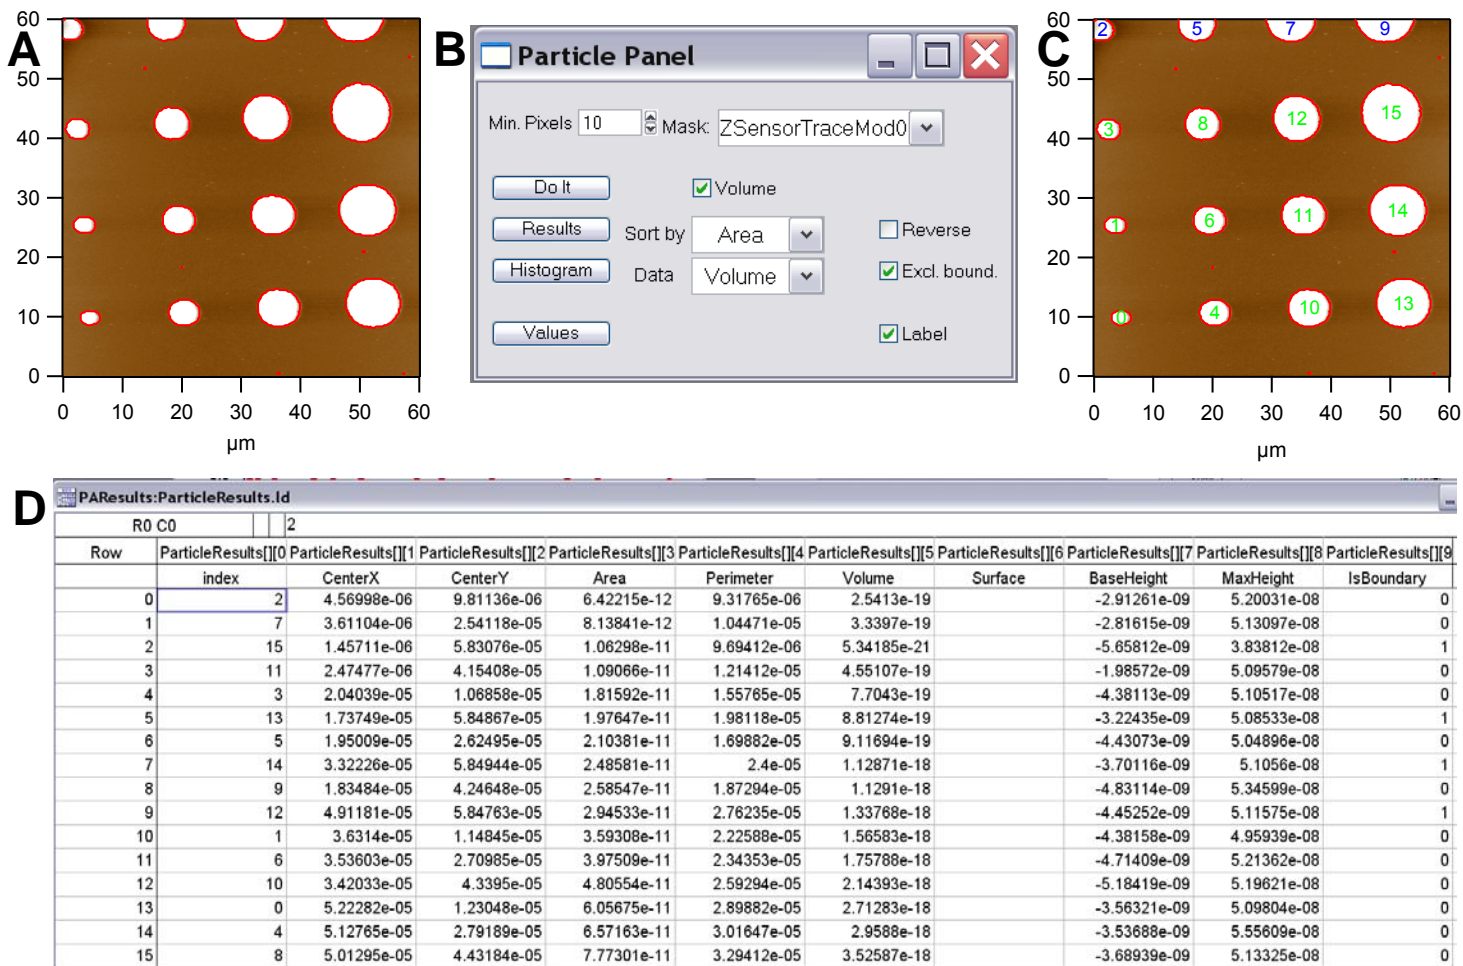 A
60
50
40
30
20
10
0
0 10 20 30 40 50 60
µm
B
Particle Panel
Min. Pixels 10 Mask: ZSensorTraceMod0
Do It Volume
Results Sort by Area Reverse
Histogram Data Volume Excl. bound.
Values Label
C
60
50
40
30
20
10
0
2 5 7 9
3 8 12 15
1 6 11 14
0 4 10 13
0 10 20 30 40 50 60
µm
D
PAResults:ParticleResults.ld
R0 C0 2
Row ParticleResults[][0 ParticleResults[][1 ParticleResults[][2 ParticleResults[][3 ParticleResults[][4 ParticleResults[][5 ParticleResults[][6 ParticleResults[][7 ParticleResults[][8 ParticleResults[][9
index CenterX CenterY Area Perimeter Volume Surface BaseHeight MaxHeight IsBoundary
0 2 4.56998e-06 9.81136e-06 6.42215e-12 9.31765e-06 2.5413e-19 -2.91261e-09 5.20031e-08 0
1 7 3.61104e-06 2.54118e-05 8.13841e-12 1.04471e-05 3.3397e-19 -2.81615e-09 5.13097e-08 0
2 15 1.45711e-06 5.83076e-05 1.06298e-11 9.69412e-06 5.34185e-21 -5.65812e-09 3.83812e-08 1
3 11 2.47477e-06 4.15408e-05 1.09066e-11 1.21412e-05 4.55107e-19 -1.98572e-09 5.09579e-08 0
4 3 2.04039e-05 1.06858e-05 1.81592e-11 1.55765e-05 7.7043e-19 -4.38113e-09 5.10517e-08 0
5 13 1.73749e-05 5.84867e-05 1.97647e-11 1.98118e-05 8.81274e-19 -3.22435e-09 5.08533e-08 1
6 5 1.95009e-05 2.62495e-05 2.10381e-11 1.69882e-05 9.11694e-19 -4.43073e-09 5.04896e-08 0
7 14 3.32226e-05 5.84944e-05 2.48581e-11 2.4e-05 1.12871e-18 -3.70116e-09 5.1056e-08 1
8 9 1.83484e-05 4.24648e-05 2.58547e-11 1.87294e-05 1.1291e-18 -4.83114e-09 5.34599e-08 0
9 12 4.91181e-05 5.84763e-05 2.94533e-11 2.76235e-05 1.33768e-18 -4.45252e-09 5.11575e-08 1
10 1 3.6314e-05 1.14845e-05 3.59308e-11 2.22588e-05 1.56583e-18 -4.38158e-09 4.95939e-08 0
11 6 3.53603e-05 2.70985e-05 3.97509e-11 2.34353e-05 1.75788e-18 -4.71409e-09 5.21362e-08 0
12 10 3.42033e-05 4.3395e-05 4.80554e-11 2.59294e-05 2.14393e-18 -5.18419e-09 5.19621e-08 0
13 0 5.22282e-05 1.23048e-05 6.05675e-11 2.89882e-05 2.71283e-18 -3.56321e-09 5.09804e-08 0
14 4 5.12765e-05 2.79189e-05 6.57163e-11 3.01647e-05 2.9588e-18 -3.53688e-09 5.55609e-08 0
15 8 5.01295e-05 4.43184e-05 7.77301e-11 3.29412e-05 3.52587e-18 -3.68939e-09 5.13325e-08 0